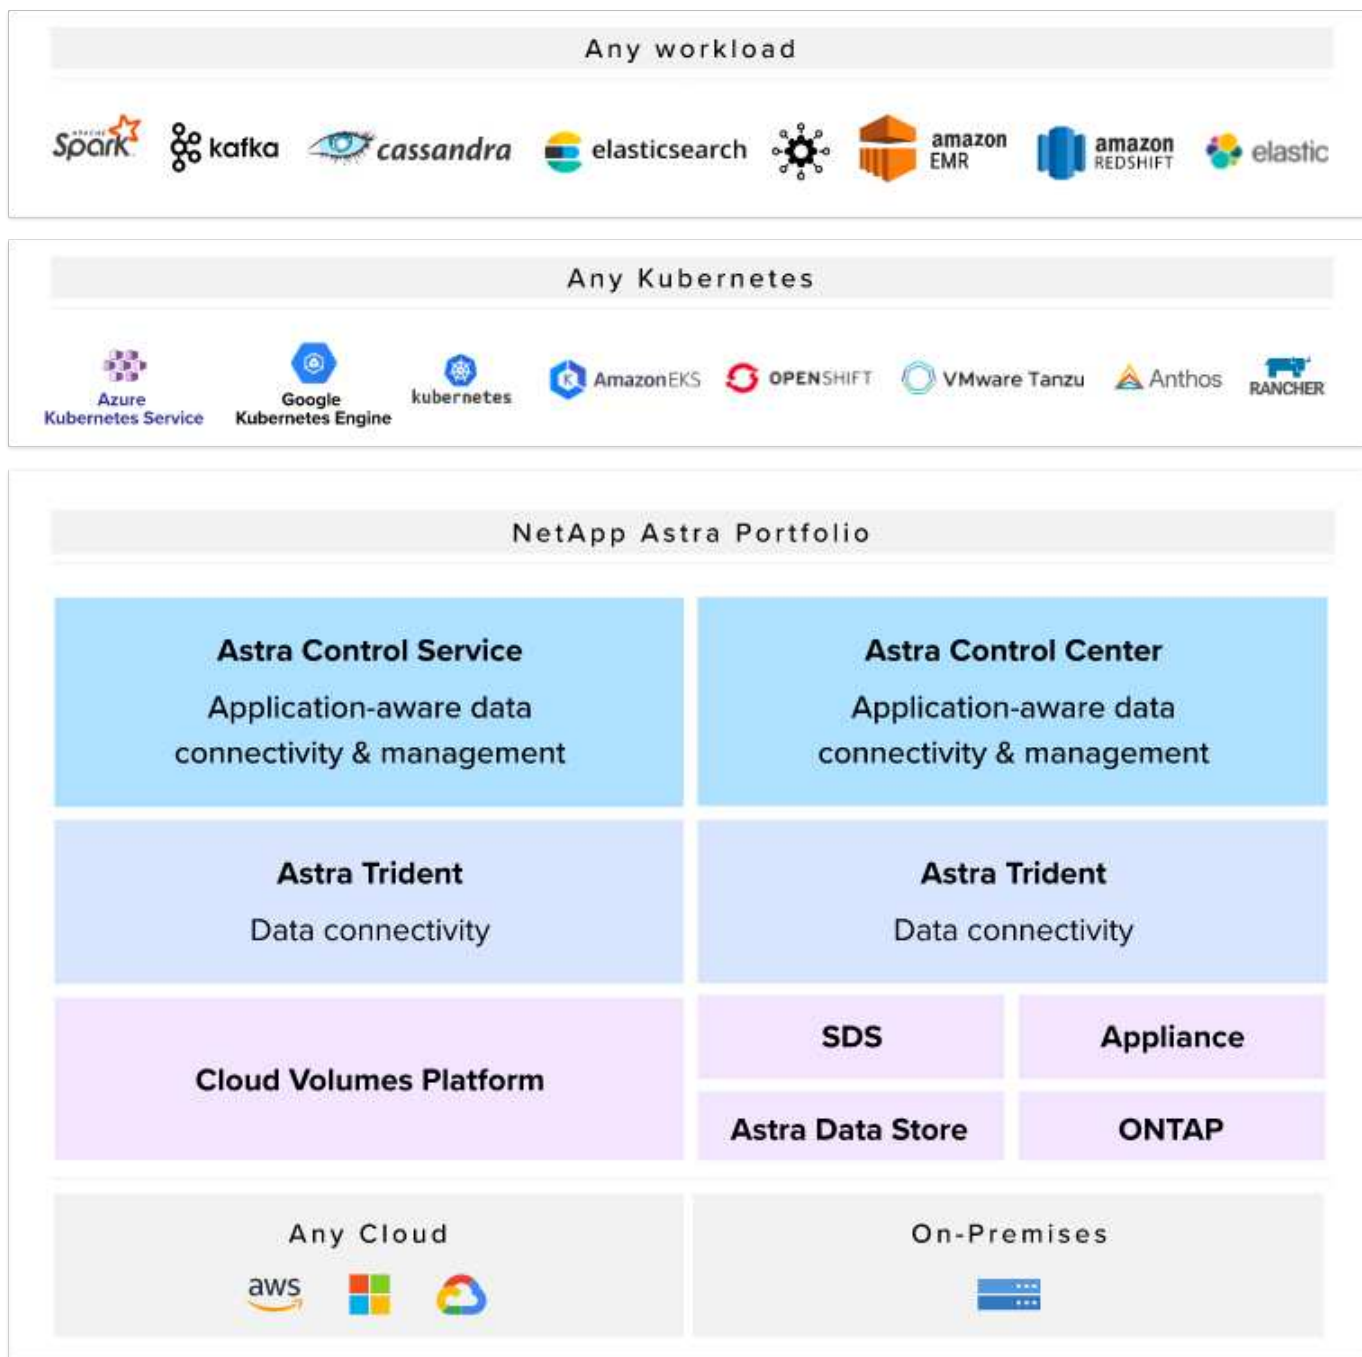 Any workload
APACHE
Spark
kafka
cassandra
elasticsearch
amazon
EMR
amazon
REDSHIFT
elastic
Any Kubernetes
Azure
Kubernetes Service
Google
Kubernetes Engine
kubernetes
K
Amazon EKS
OPENSHIFT
VMware Tanzu
Anthos
RANCHER
NetApp Astra Portfolio
Astra Control Service
Application-aware data
connectivity & management
Astra Control Center
Application-aware data
connectivity & management
Astra Trident
Data connectivity
Astra Trident
Data connectivity
Cloud Volumes Platform
SDS
Appliance
Astra Data Store
ONTAP
Any Cloud
aws
On-Premises